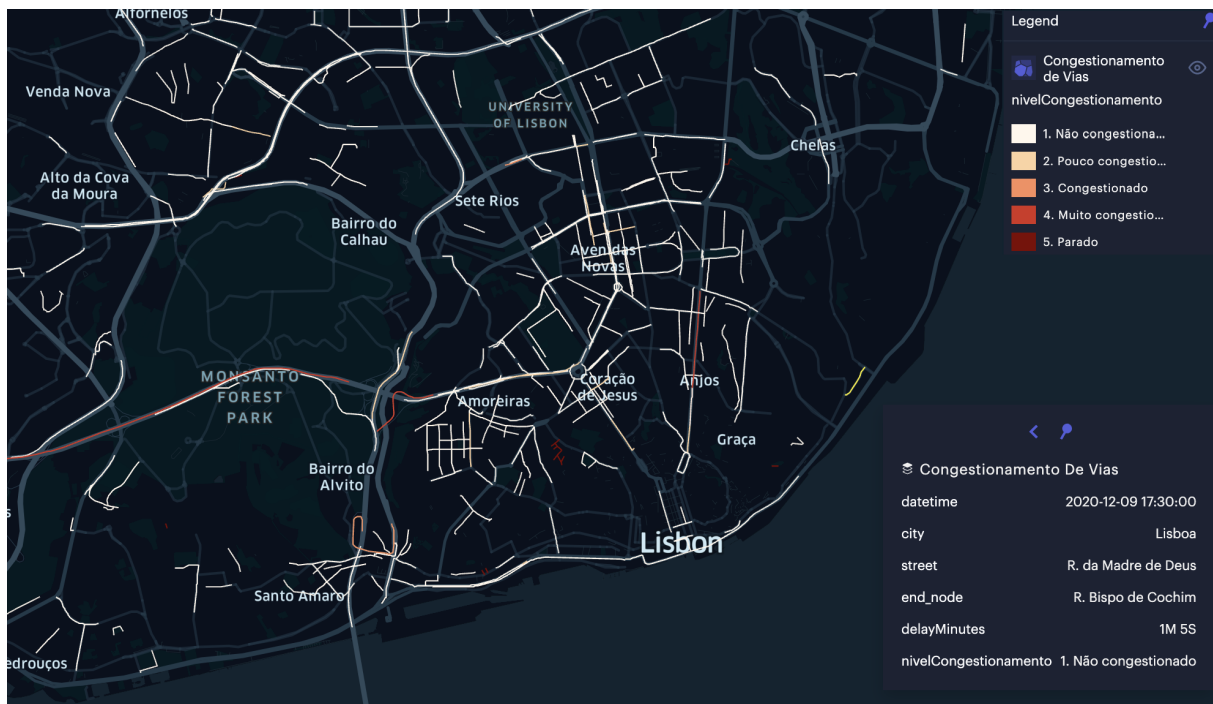 Alfornelos
Venda Nova
UNIVERSITY
OF LISBON
Chelas
Alto da Cova
da Moura
Sete Rios
Bairro do
Calhau
Avenidas
Novas
MONSANTO
FOREST
PARK
Coração
de Jesus
Anjos
Amoreiras
Graça
Bairro do
Alvito
Lisbon
Santo Amaro
edrouços
s
Legend
Congestionamento
de Vias
nivelCongestionamento
1. Não congestiona...
2. Pouco congestio...
3. Congestionado
4. Muito congestio...
5. Parado
Congestionamento De Vias
datetime 2020-12-09 17:30:00
city Lisboa
street R. da Madre de Deus
end_node R. Bispo de Cochim
delayMinutes 1M 5S
nivelCongestionamento 1. Não congestionado